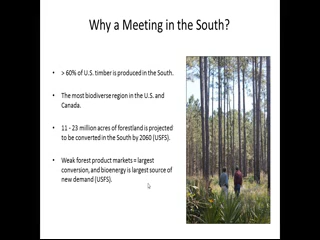 Why a Meeting in the South?
• > 60% of U.S. timber is produced in the South.
• The most biodiverse region in the U.S. and
Canada.
• 11 - 23 million acres of forestland is projected
to be converted in the South by 2060 (USFS).
• Weak forest product markets = largest
conversion, and bioenergy is largest source of
new demand (USFS).